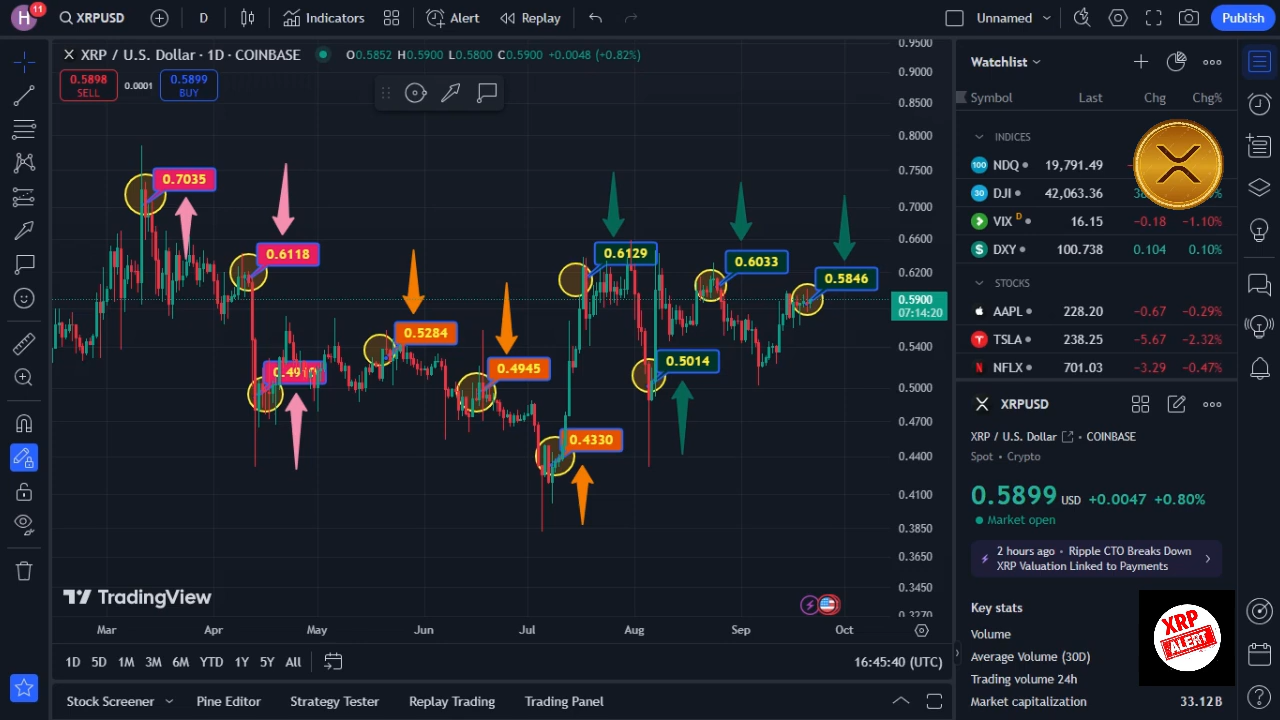 H
11
XRPUSD
D
Indicators
Alert
Replay
Unnamed
Publish
XRP / U.S. Dollar · 1D · COINBASE
O0.5852 H0.5900 L0.5800 C0.5900 +0.0048 (+0.82%)
0.5898
SELL
0.0001
0.5899
BUY
0.7035
0.6118
0.5284
0.4945
0.4330
0.6129
0.5014
0.6033
0.5846
0.9500
0.9000
0.8500
0.8000
0.7500
0.7000
0.6600
0.6200
0.5900
07:14:20
0.5400
0.5000
0.4700
0.4400
0.4100
0.3850
0.3650
0.3450
0.3270
TradingView
Mar Apr May Jun Jul Aug Sep Oct
1D 5D 1M 3M 6M YTD 1Y 5Y All
16:45:40 (UTC)
Stock Screener Pine Editor Strategy Tester Replay Trading Trading Panel
Watchlist
Symbol Last Chg Chg%
INDICES
100 NDQ 19,791.49
30 DJI 42,063.36
VIX D 16.15 −0.18 −1.10%
$ DXY 100.738 0.104 0.10%
STOCKS
AAPL 228.20 −0.67 −0.29%
TSLA 238.25 −5.67 −2.32%
NFLX 701.03 −3.29 −0.47%
XRPUSD
XRP / U.S. Dollar · COINBASE
Spot · Crypto
0.5899 USD +0.0047 +0.80%
Market open
2 hours ago · Ripple CTO Breaks Down
XRP Valuation Linked to Payments
Key stats
Volume
Average Volume (30D)
Trading volume 24h
Market capitalization 33.12B
XRP
ALERT